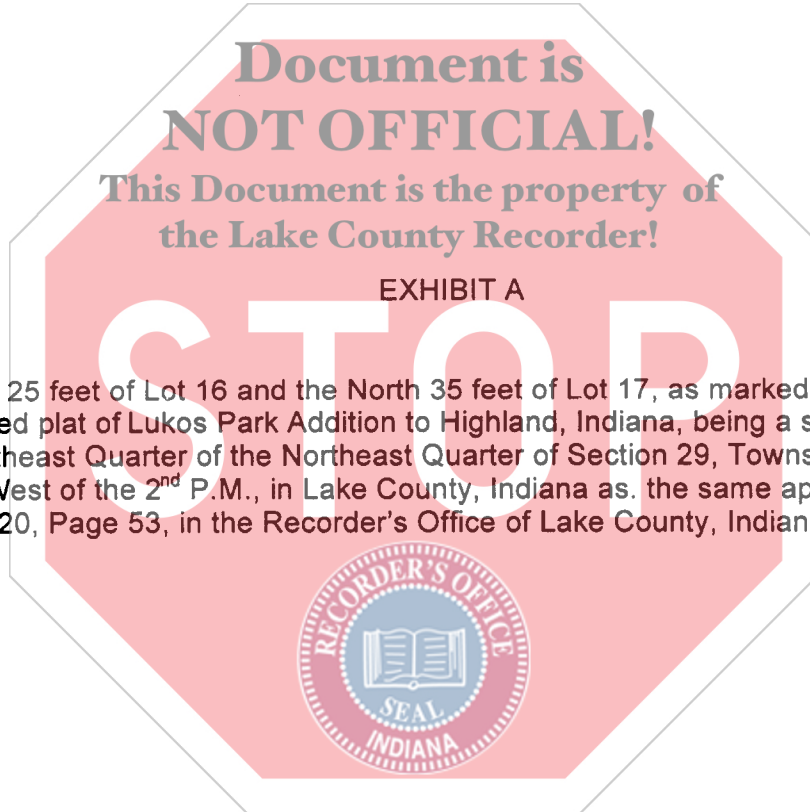 Document is
NOT OFFICIAL!
This Document is the property of
the Lake County Recorder!
EXHIBIT A
STOP
25 feet of Lot 16 and the North 35 feet of Lot 17, as marked
ed plat of Lukos Park Addition to Highland, Indiana, being a s
heast Quarter of the Northeast Quarter of Section 29, Towns
West of the 2nd P.M., in Lake County, Indiana as. the same ap
20, Page 53, in the Recorder's Office of Lake County, Indian
RECORDER'S OFFICE
SEAL
INDIANA